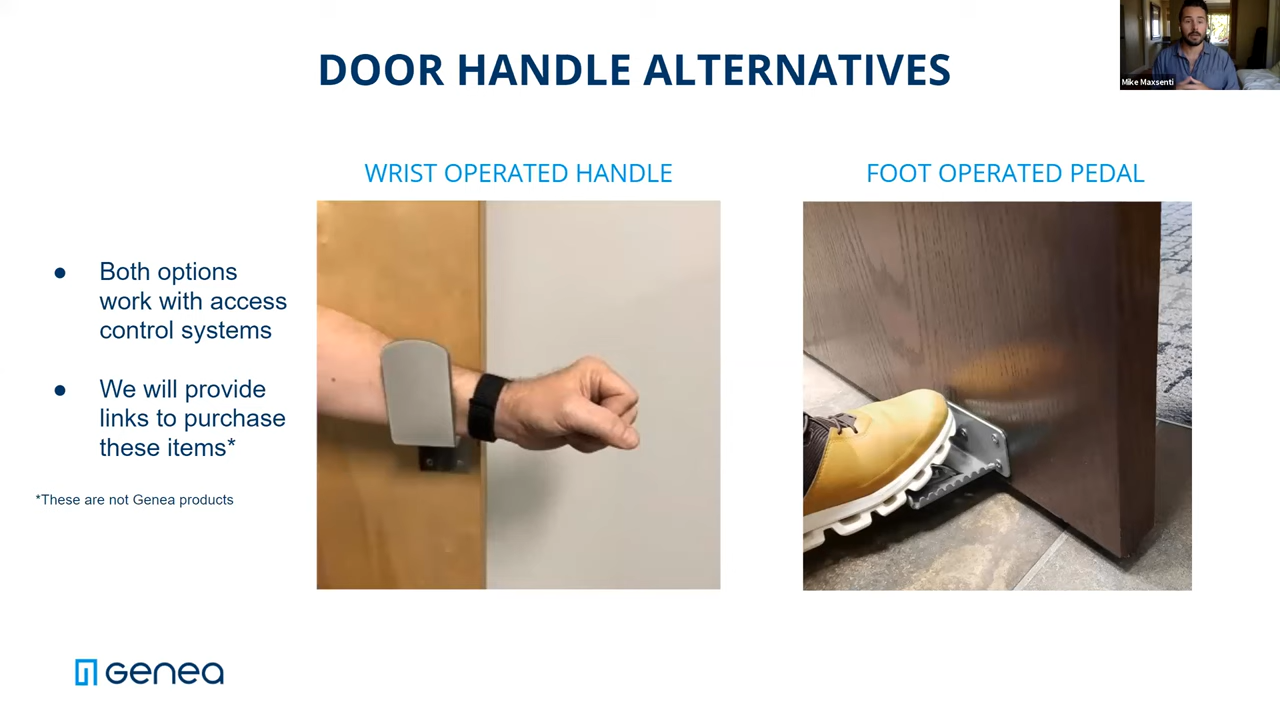 DOOR HANDLE ALTERNATIVES
Mike Maxsenti
WRIST OPERATED HANDLE
FOOT OPERATED PEDAL
● Both options
work with access
control systems
● We will provide
links to purchase
these items*
*These are not Genea products
Genea